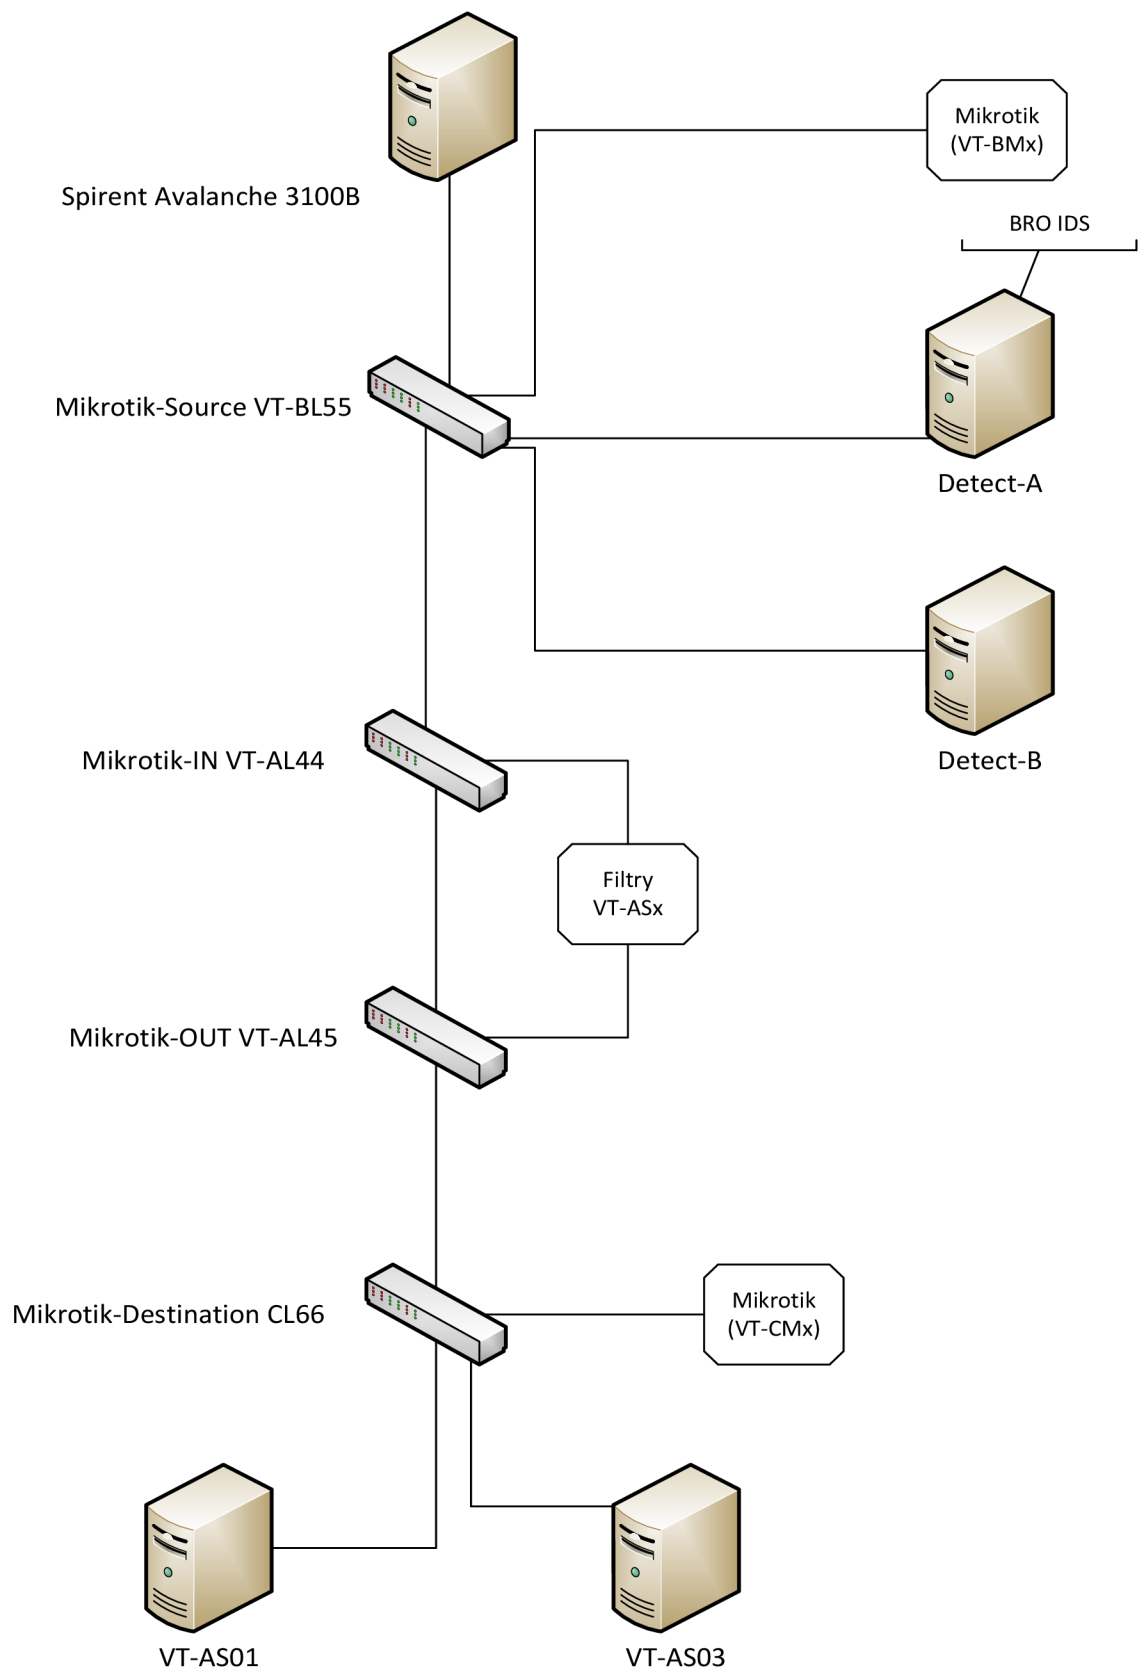 Mikrotik
(VT-BMx)
Spirent Avalanche 3100B
BRO IDS
Mikrotik-Source VT-BL55
Detect-A
Mikrotik-IN VT-AL44
Detect-B
Filtry
VT-ASx
Mikrotik-OUT VT-AL45
Mikrotik-Destination CL66
Mikrotik
(VT-CMx)
VT-AS01
VT-AS03